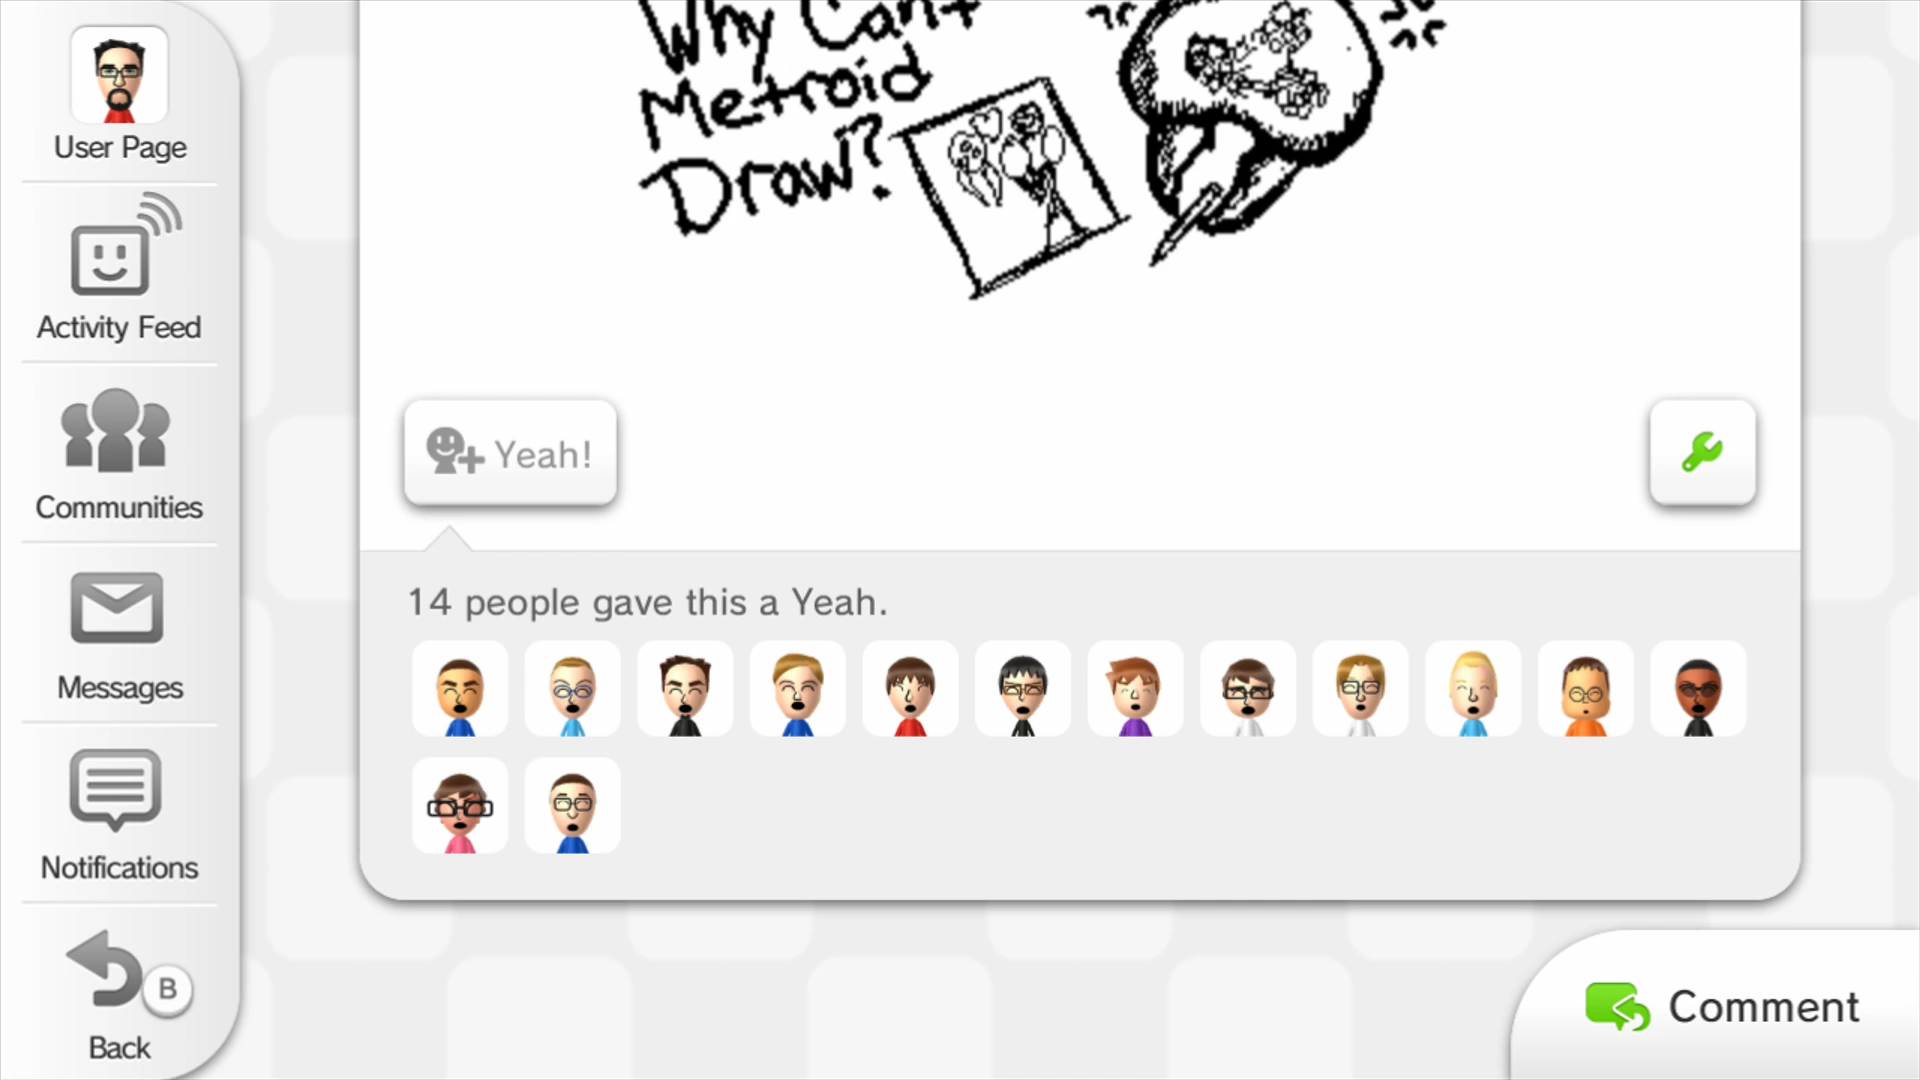 Why Can't
Metroid
Draw?
User Page
Activity Feed
Communities
Messages
Notifications
B
Back
Yeah!
14 people gave this a Yeah.
Comment